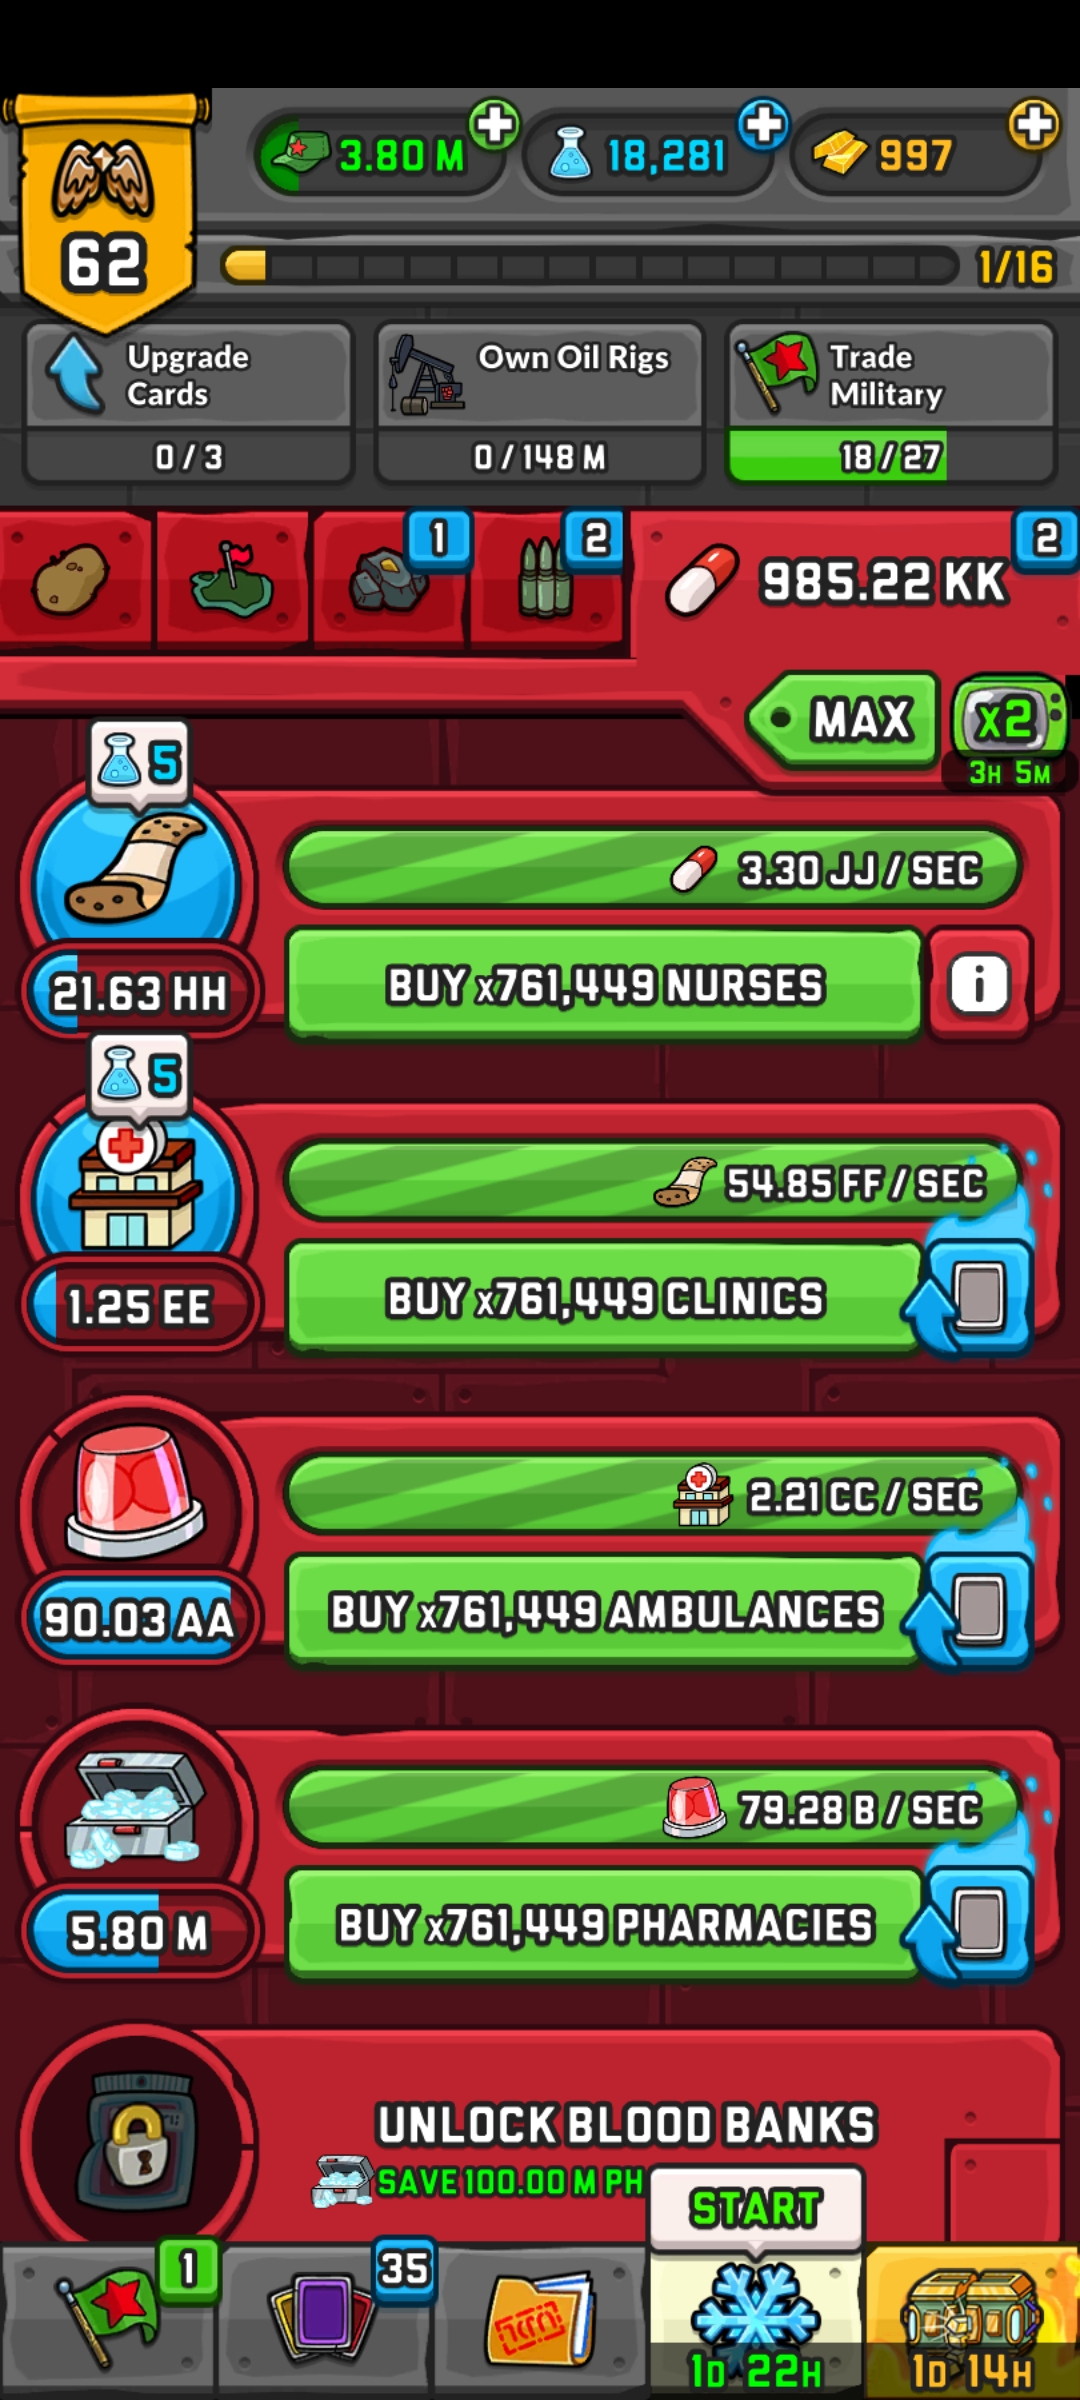 62
3.80 M
18,281
997
1/16
Upgrade
Cards
0 / 3
Own Oil Rigs
0 / 148 M
Trade
Military
18 / 27
1
2
985.22 KK
2
MAX
x2
3H 5M
5
3.30 JJ / SEC
21.63 HH
BUY x761,449 NURSES
i
5
54.85 FF / SEC
1.25 EE
BUY x761,449 CLINICS
2.21 CC / SEC
90.03 AA
BUY x761,449 AMBULANCES
79.28 B / SEC
5.80 M
BUY x761,449 PHARMACIES
UNLOCK BLOOD BANKS
SAVE 100.00 M PH
START
1
35
1D 22H
1D 14H